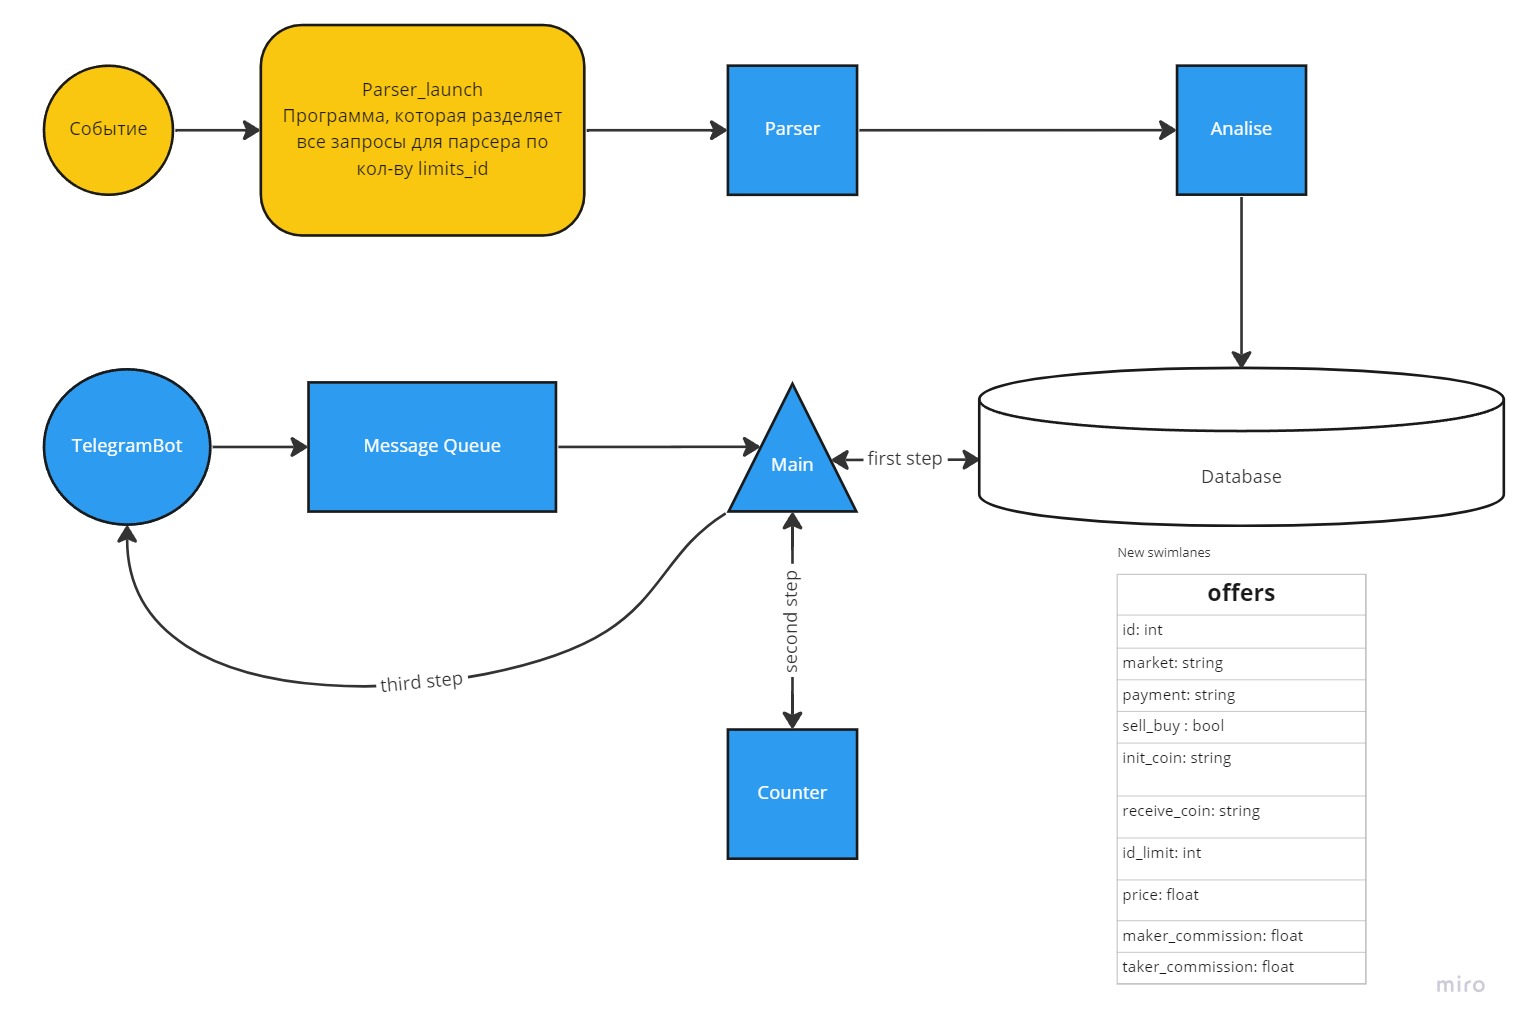 Событие
Parser_launch
Программа, которая разделяет
все запросы для парсера по
кол-ву limits_id
Parser
Analise
TelegramBot
Message Queue
Main
first step
Database
second step
third step
Counter
New swimlanes
offers
id: int
market: string
payment: string
sell_buy : bool
init_coin: string
receive_coin: string
id_limit: int
price: float
maker_commission: float
taker_commission: float
miro